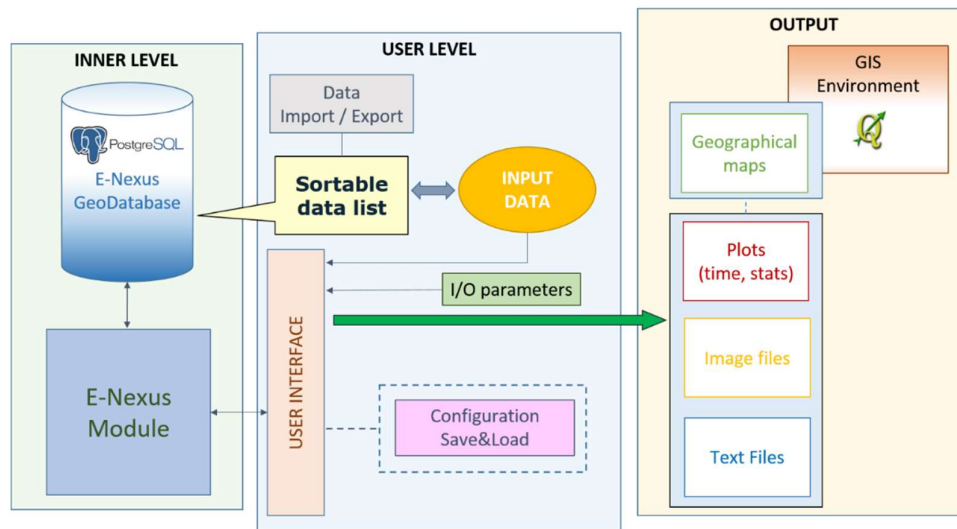 INNER LEVEL
PostgreSQL
E-Nexus
GeoDatabase
E-Nexus
Module
USER LEVEL
Data
Import / Export
Sortable
data list
INPUT
DATA
I/O parameters
USER INTERFACE
Configuration
Save&Load
OUTPUT
GIS
Environment
Geographical
maps
Plots
(time, stats)
Image files
Text Files